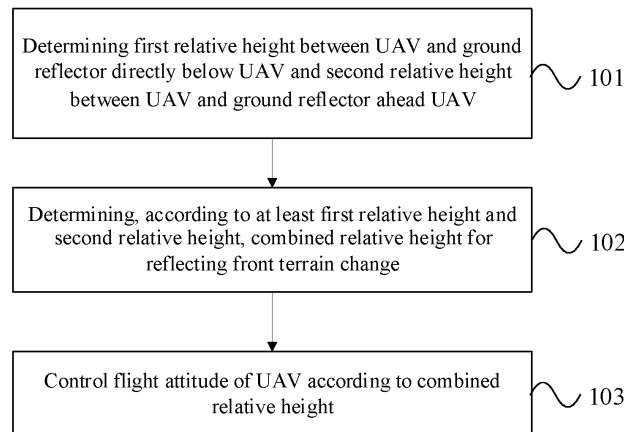 Determining first relative height between UAV and ground
reflector directly below UAV and second relative height
between UAV and ground reflector ahead UAV
101
Determining, according to at least first relative height and
second relative height, combined relative height for
reflecting front terrain change
102
Control flight attitude of UAV according to combined
relative height
103